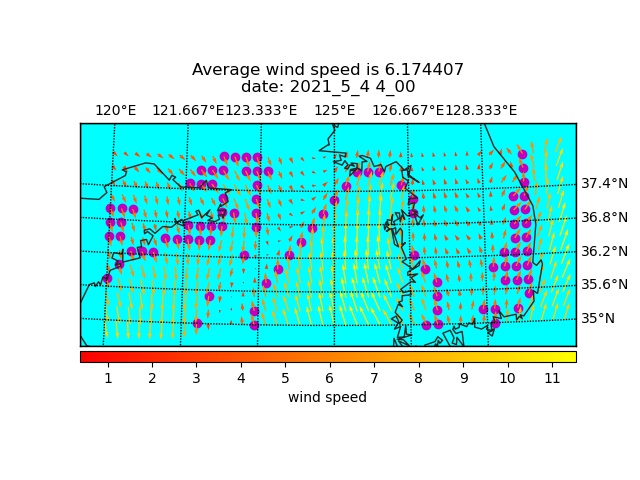 Average wind speed is 6.174407
date: 2021_5_4 4_00
120°E 121.667°E 123.333°E 125°E 126.667°E 128.333°E
37.4°N
36.8°N
36.2°N
35.6°N
35°N
1 2 3 4 5 6 7 8 9 10 11
wind speed